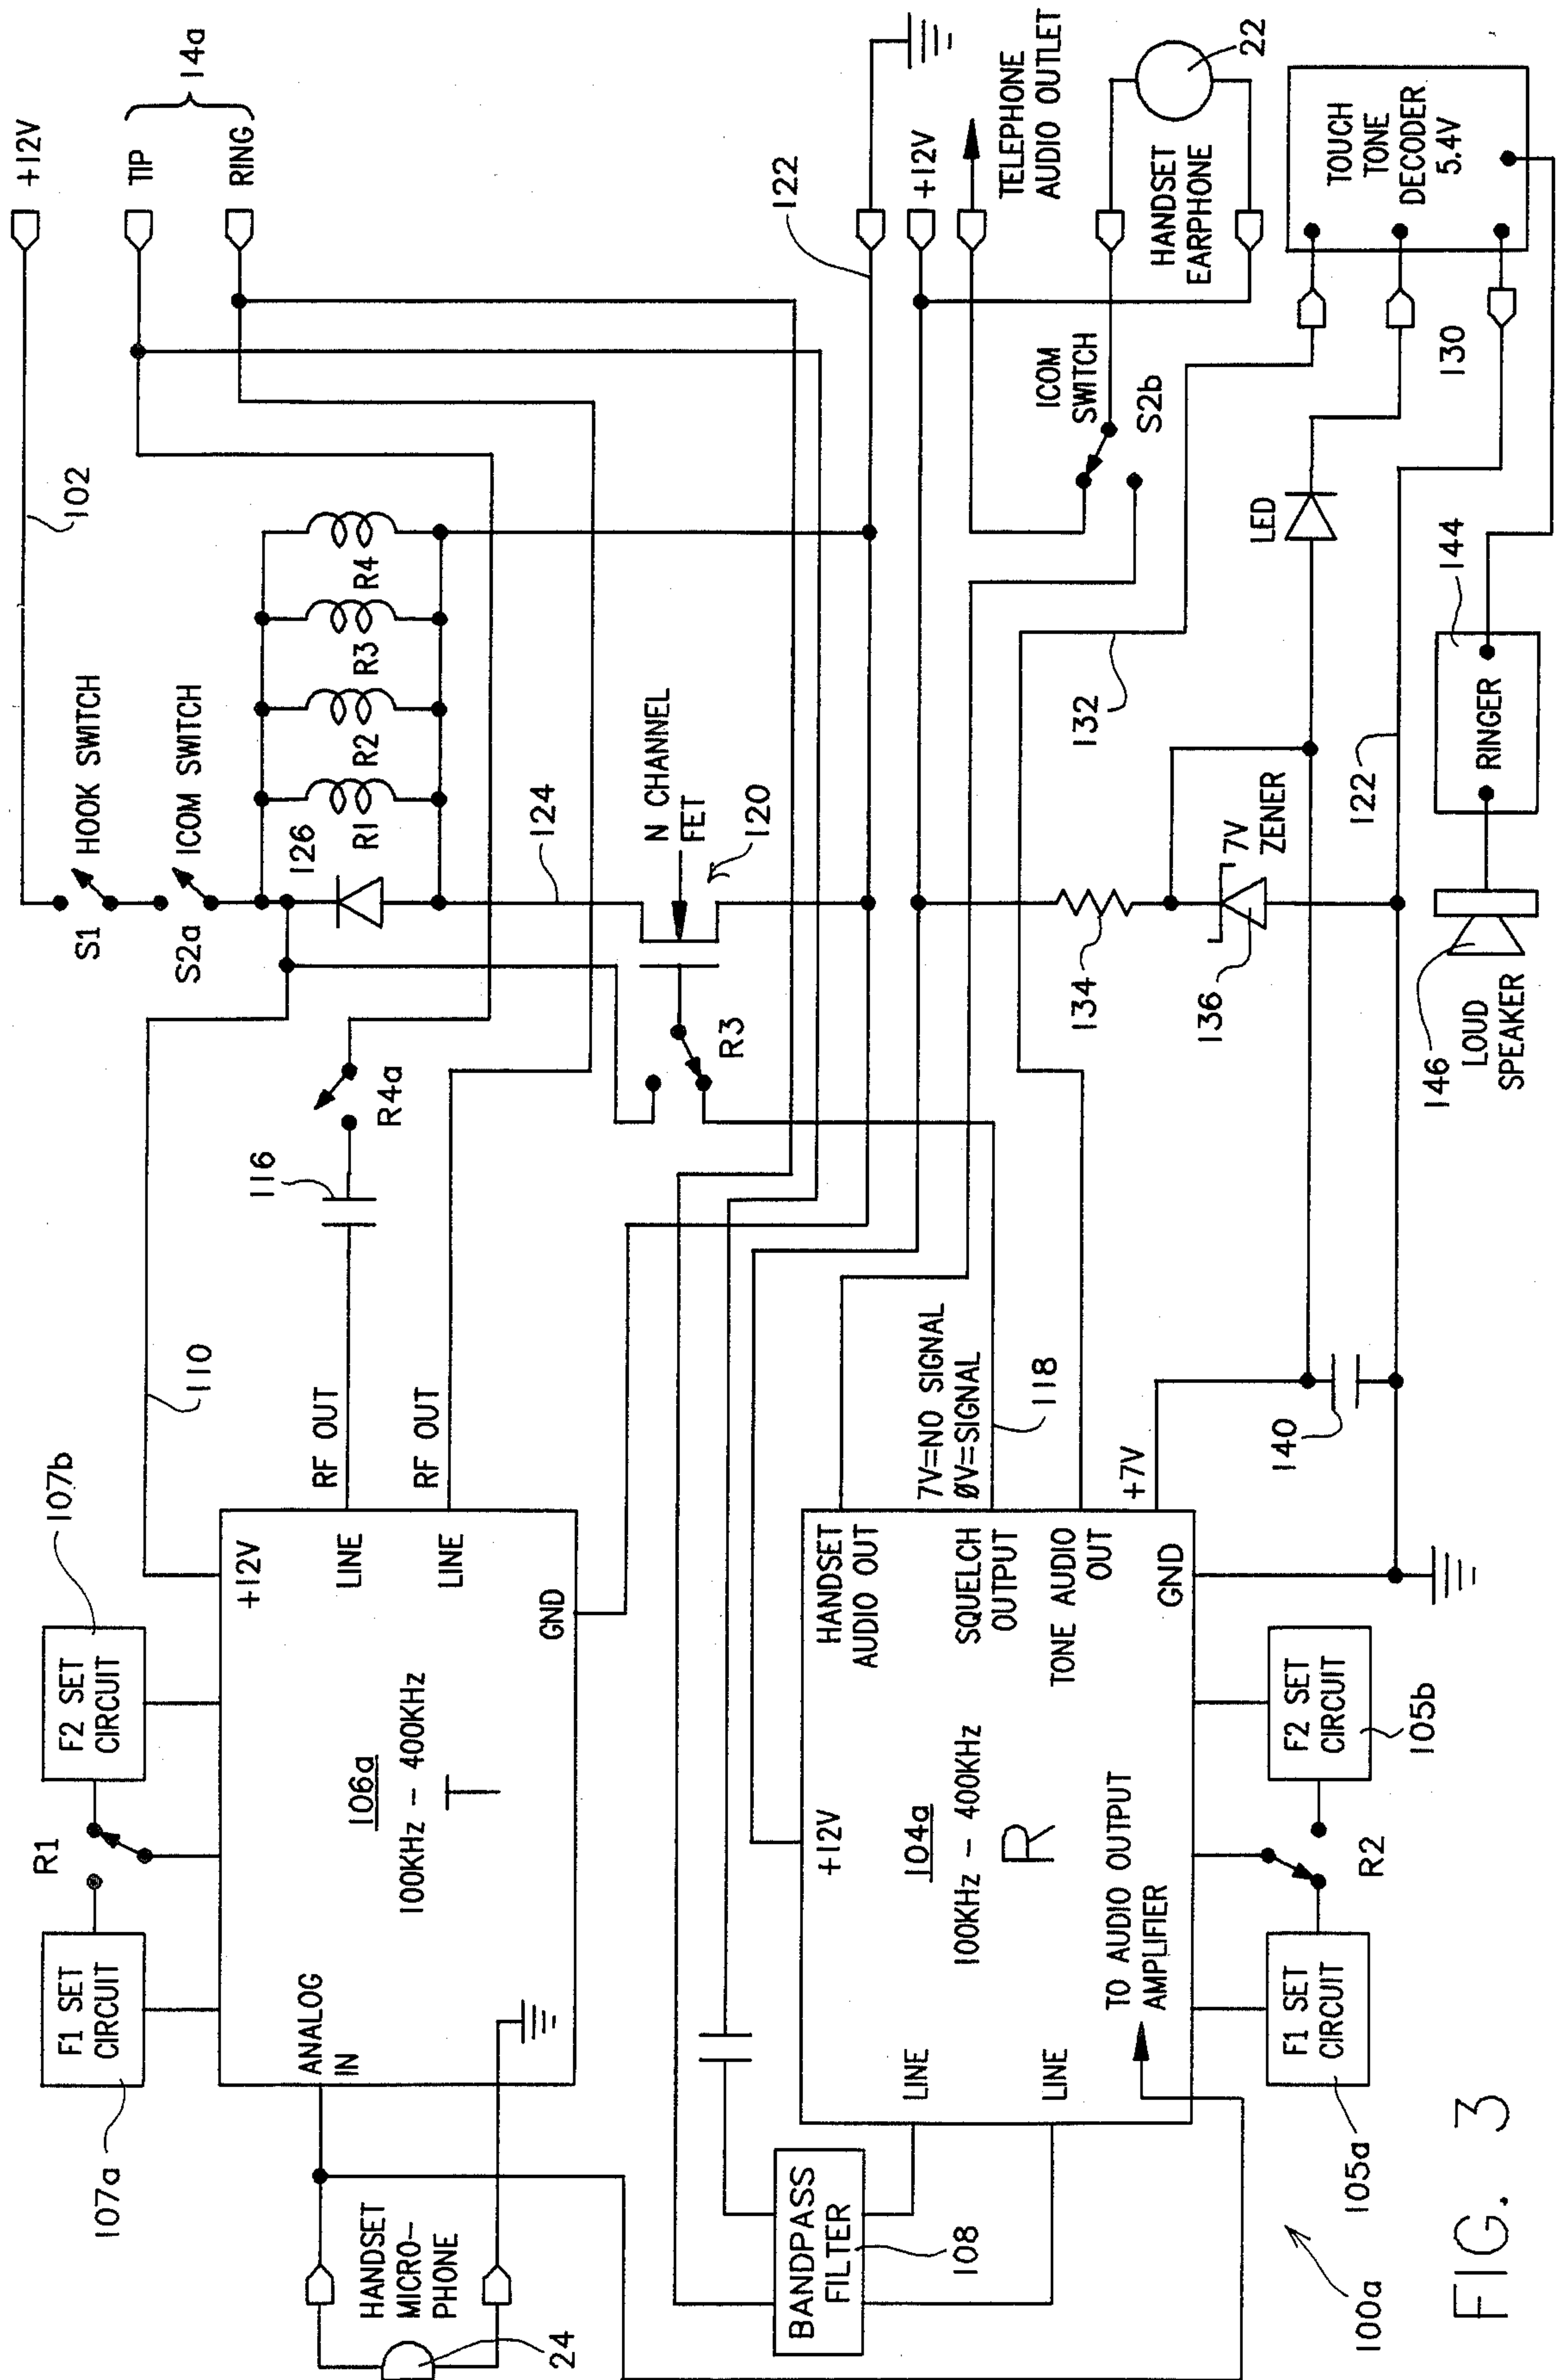 +12V
TIP
RING
14a
102
HOOK SWITCH
S1
ICOM SWITCH
S2a
126
R1
R2
R3
R4
110
107b
F2 SET
CIRCUIT
R1
F1 SET
CIRCUIT
107a
+12V
RF OUT
LINE
RF OUT
LINE
GND
106a
100KHz – 400KHz
T
ANALOG
IN
HANDSET
MICRO–
PHONE
24
116
R4a
124
N CHANNEL
FET
120
R3
122
+12V
TELEPHONE
AUDIO OUTLET
HANDSET
EARPHONE
22
ICOM
SWITCH
S2b
BANDPASS
FILTER
108
LINE
LINE
+12V
104a
100KHz – 400KHz
R
TO AUDIO OUTPUT
AMPLIFIER
HANDSET
AUDIO OUT
7V=NO SIGNAL
ØV=SIGNAL
SQUELCH
OUTPUT
118
TONE AUDIO
OUT
+7V
GND
F1 SET
CIRCUIT
105a
R2
F2 SET
CIRCUIT
105b
140
134
7V
ZENER
136
132
LED
TOUCH
TONE
DECODER
5.4V
130
122
RINGER
144
146
LOUD
SPEAKER
100a
FIG. 3